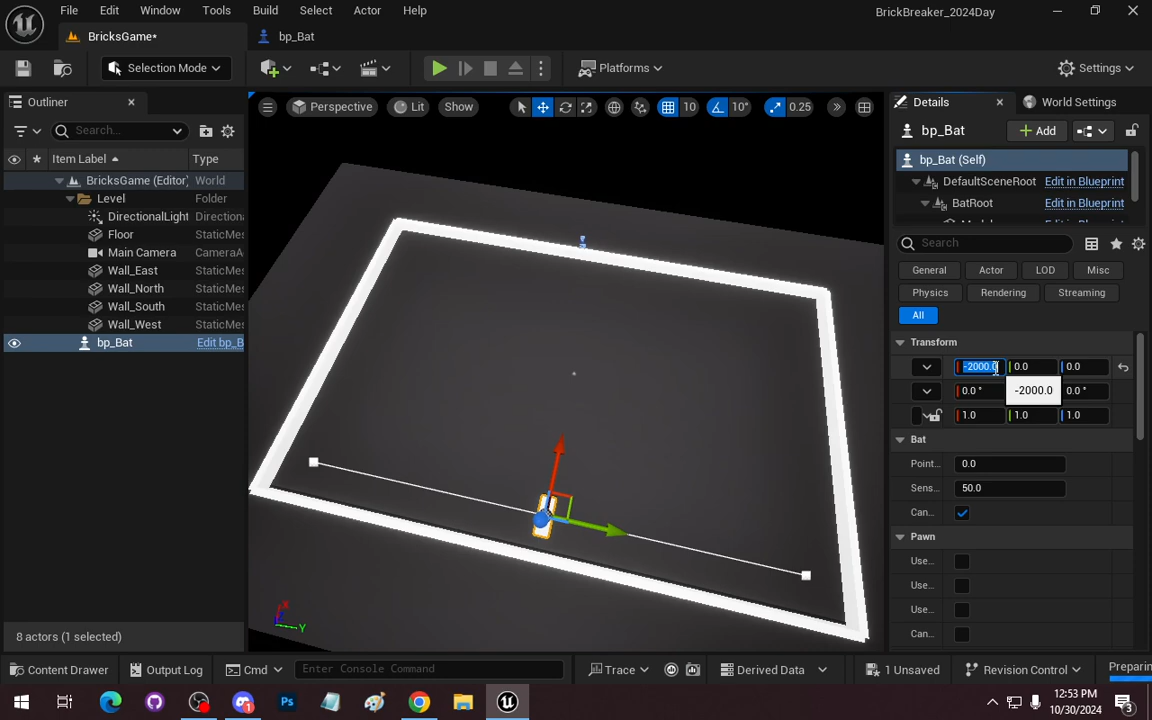 File Edit Window Tools Build Select Actor Help
BrickBreaker_2024Day
BricksGame*
bp_Bat
Selection Mode
Platforms
Settings
Outliner
Search...
Item Label Type
BricksGame (Editor) World
Level Folder
DirectionalLight Direction
Floor StaticMes
Main Camera CameraA
Wall_East StaticMes
Wall_North StaticMes
Wall_South StaticMes
Wall_West StaticMes
bp_Bat Edit bp_B
8 actors (1 selected)
Perspective Lit Show 10 10° 0.25
X
Y
Details World Settings
bp_Bat Add
bp_Bat (Self)
DefaultSceneRoot Edit in Blueprint
BatRoot Edit in Blueprint
Search
General Actor LOD Misc
Physics Rendering Streaming
All
Transform
-2000.0 0.0 0.0
0.0 ° -2000.0 0.0 °
1.0 1.0 1.0
Bat
Point... 0.0
Sens... 50.0
Can...
Pawn
Use...
Use...
Use...
Can...
Content Drawer Output Log Cmd Enter Console Command Trace Derived Data 1 Unsaved Revision Control Preparin
12:53 PM
10/30/2024
3